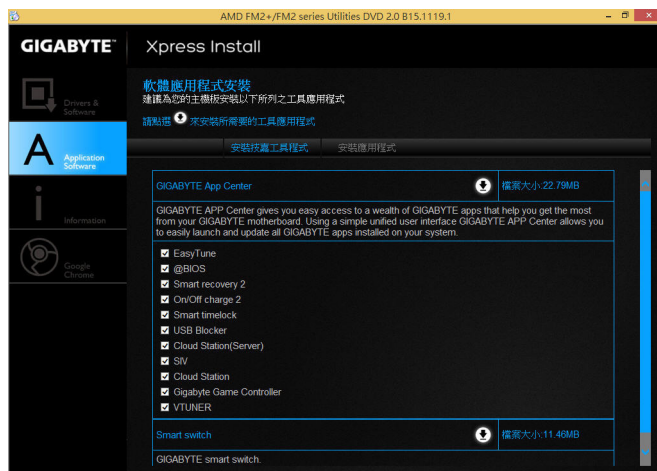 AMD FM2+/FM2 series Utilities DVD 2.0 B15.1119.1
GIGABYTE™
Xpress Install
Drivers &
Software
Application
Software
Information
Google
Chrome
軟體應用程式安裝
建議為您的主機板安裝以下所列之工具應用程式
請點選 來安裝所需要的工具應用程式
安裝技嘉工具程式 安裝應用程式
GIGABYTE App Center 檔案大小:22.79MB
GIGABYTE APP Center gives you easy access to a wealth of GIGABYTE apps that help you get the most
from your GIGABYTE motherboard. Using a simple unified user interface GIGABYTE APP Center allows you
to easily launch and update all GIGABYTE apps installed on your system.
EasyTune
@BIOS
Smart recovery 2
On/Off charge 2
Smart timelock
USB Blocker
Cloud Station(Server)
SIV
Cloud Station
Gigabyte Game Controller
VTUNER
Smart switch 檔案大小:11.46MB
GIGABYTE smart switch.